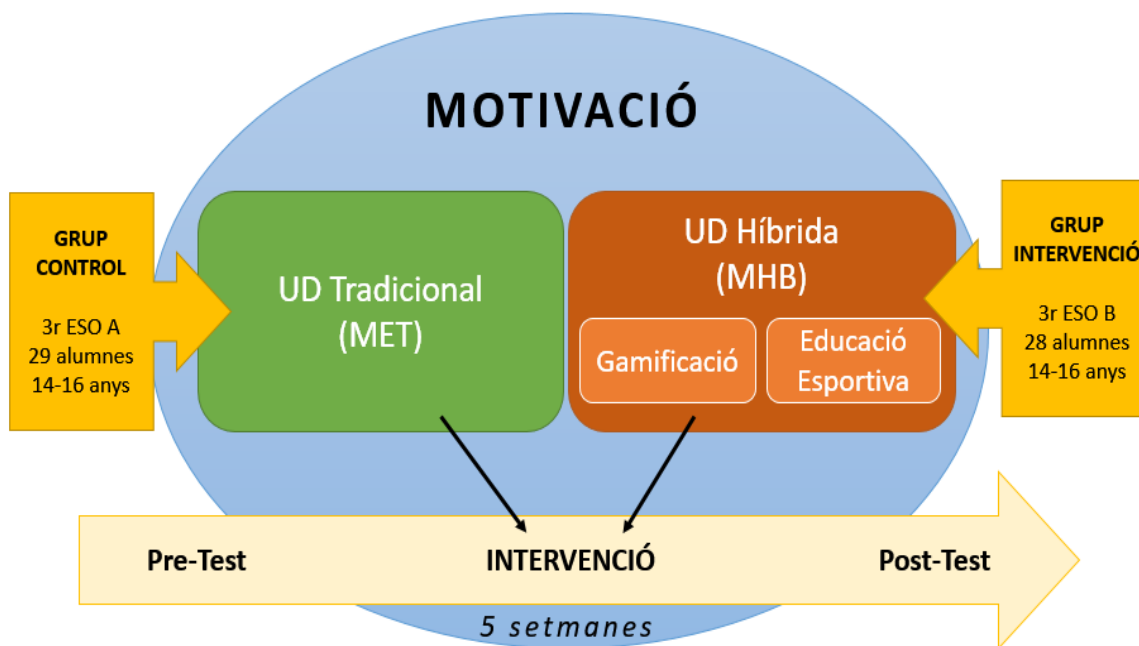 MOTIVACIÓ
GRUP
CONTROL
3r ESO A
29 alumnes
14-16 anys
UD Tradicional
(MET)
UD Híbrida
(MHB)
Gamificació
Educació
Esportiva
GRUP
INTERVENCIÓ
3r ESO B
28 alumnes
14-16 anys
Pre-Test
INTERVENCIÓ
Post-Test
5 setmanes